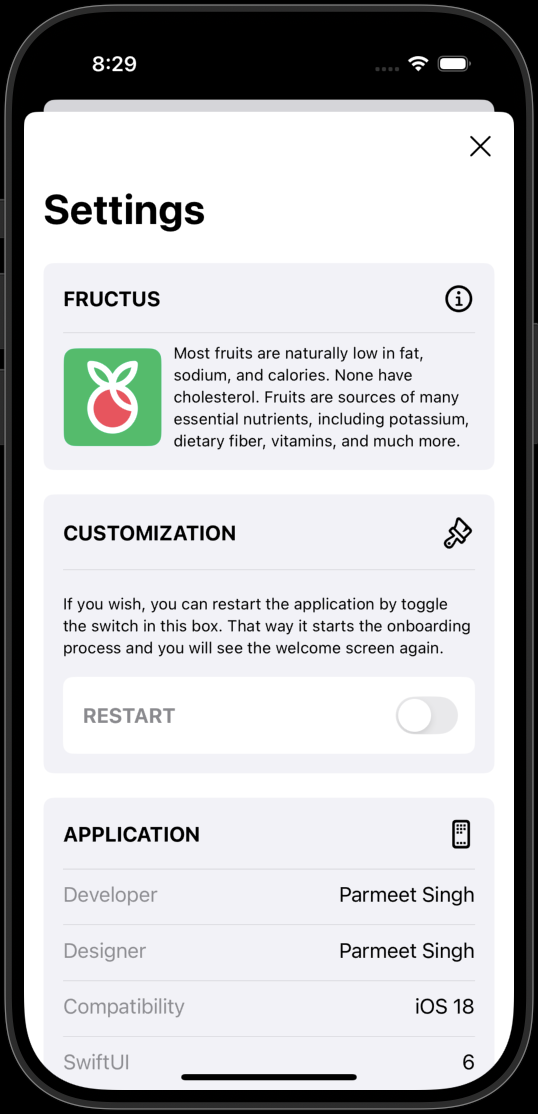 8:29
Settings
FRUCTUS
Most fruits are naturally low in fat,
sodium, and calories. None have
cholesterol. Fruits are sources of many
essential nutrients, including potassium,
dietary fiber, vitamins, and much more.
CUSTOMIZATION
If you wish, you can restart the application by toggle
the switch in this box. That way it starts the onboarding
process and you will see the welcome screen again.
RESTART
APPLICATION
Developer Parmeet Singh
Designer Parmeet Singh
Compatibility iOS 18
SwiftUI 6